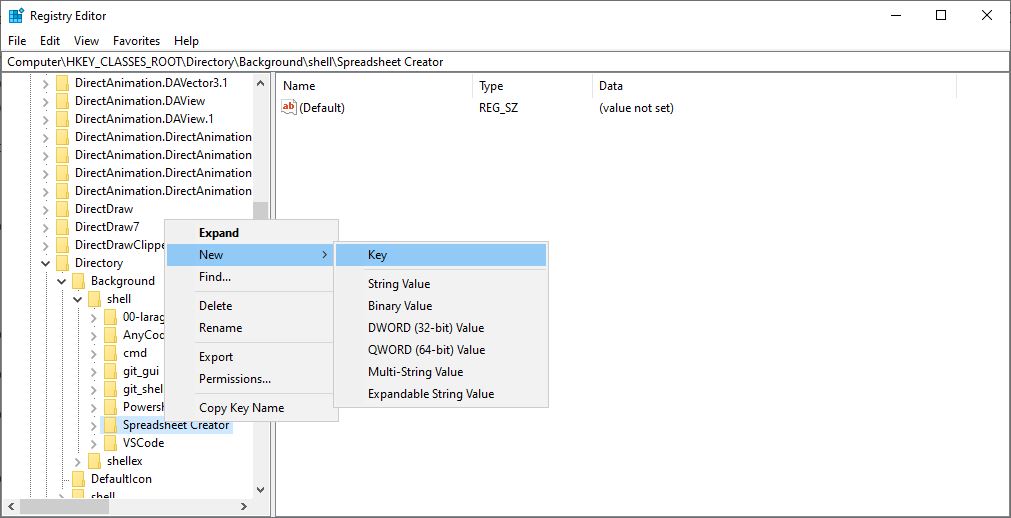 Registry Editor
File Edit View Favorites Help
Computer\HKEY_CLASSES_ROOT\Directory\Background\shell\Spreadsheet Creator
DirectAnimation.DAVector3.1
DirectAnimation.DAView
DirectAnimation.DAView.1
DirectAnimation.DirectAnimation
DirectAnimation.DirectAnimation
DirectAnimation.DirectAnimation
DirectAnimation.DirectAnimation
DirectDraw
DirectDraw7
DirectDrawClippe
Directory
Background
shell
00-larag
AnyCod
cmd
git_gui
git_shel
Powersh
Spreadsheet Creator
VSCode
shellex
DefaultIcon
shell
Name Type Data
ab (Default) REG_SZ (value not set)
Expand
New
Find...
Delete
Rename
Export
Permissions...
Copy Key Name
Key
String Value
Binary Value
DWORD (32-bit) Value
QWORD (64-bit) Value
Multi-String Value
Expandable String Value